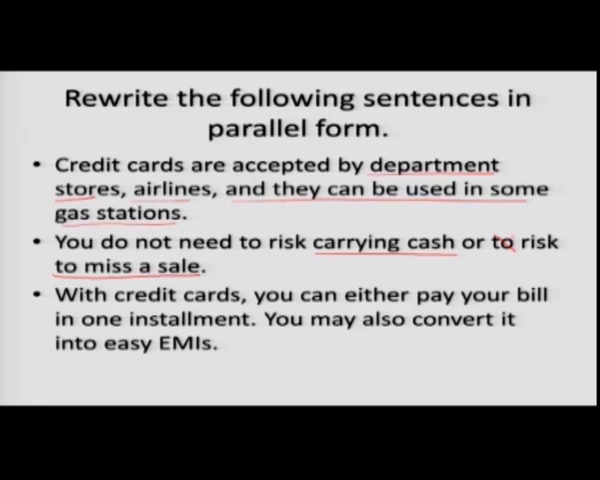 Rewrite the following sentences in
parallel form.
• Credit cards are accepted by department
stores, airlines, and they can be used in some
gas stations.
• You do not need to risk carrying cash or to risk
to miss a sale.
• With credit cards, you can either pay your bill
in one installment. You may also convert it
into easy EMIs.